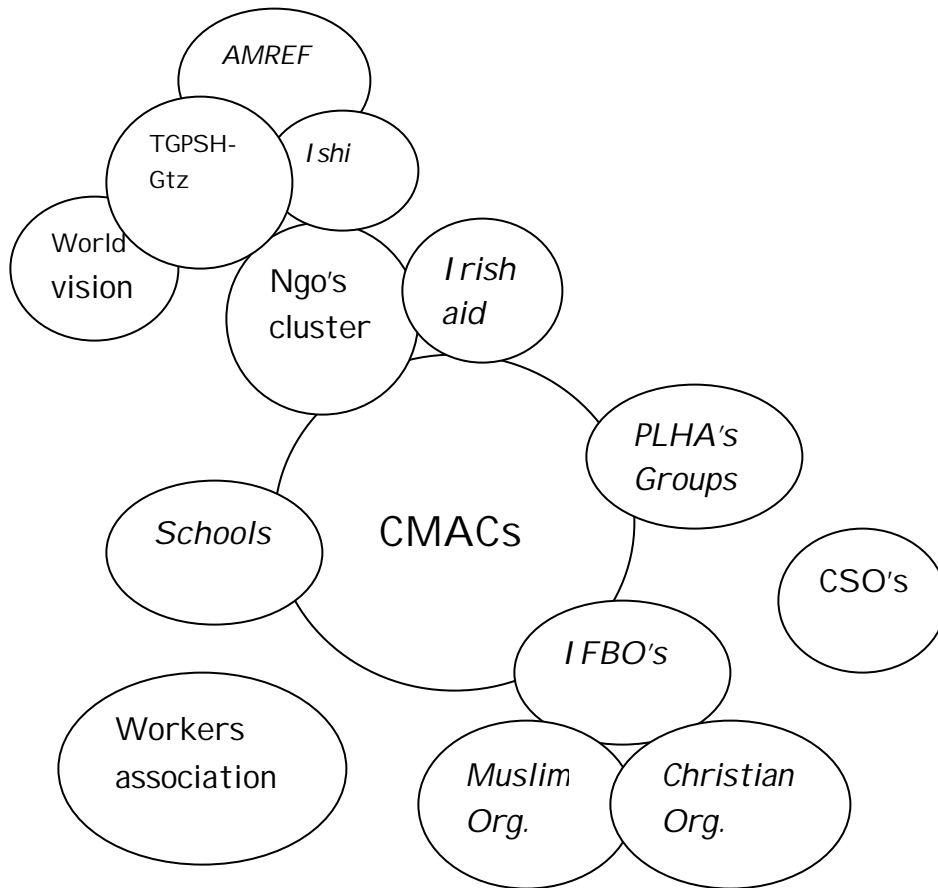 AMREF
TGPSH-
Gtz
Ishi
World
vision
Ngo's
cluster
Irish
aid
PLHA's
Groups
Schools
CMACs
CSO's
IFBO's
Workers
association
Muslim
Org.
Christian
Org.